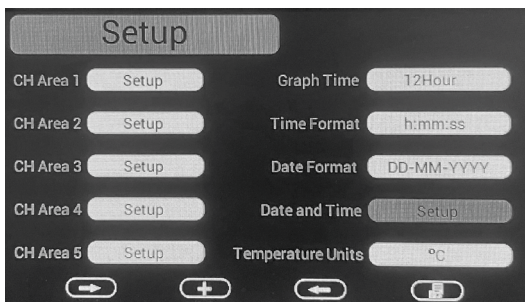 Setup
CH Area 1 Setup Graph Time 12Hour
CH Area 2 Setup Time Format h:mm:ss
CH Area 3 Setup Date Format DD-MM-YYYY
CH Area 4 Setup Date and Time Setup
CH Area 5 Setup Temperature Units °C